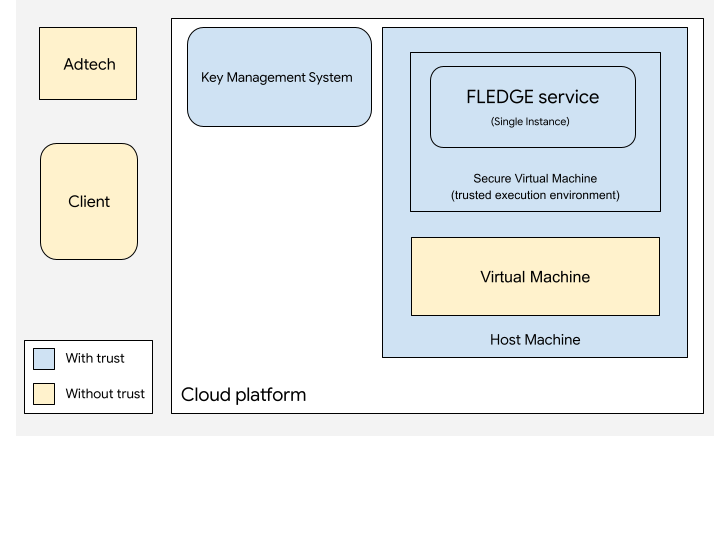 Adtech
Client
With trust
Without trust
Key Management System
FLEDGE service
(Single Instance)
Secure Virtual Machine
(trusted execution environment)
Virtual Machine
Host Machine
Cloud platform